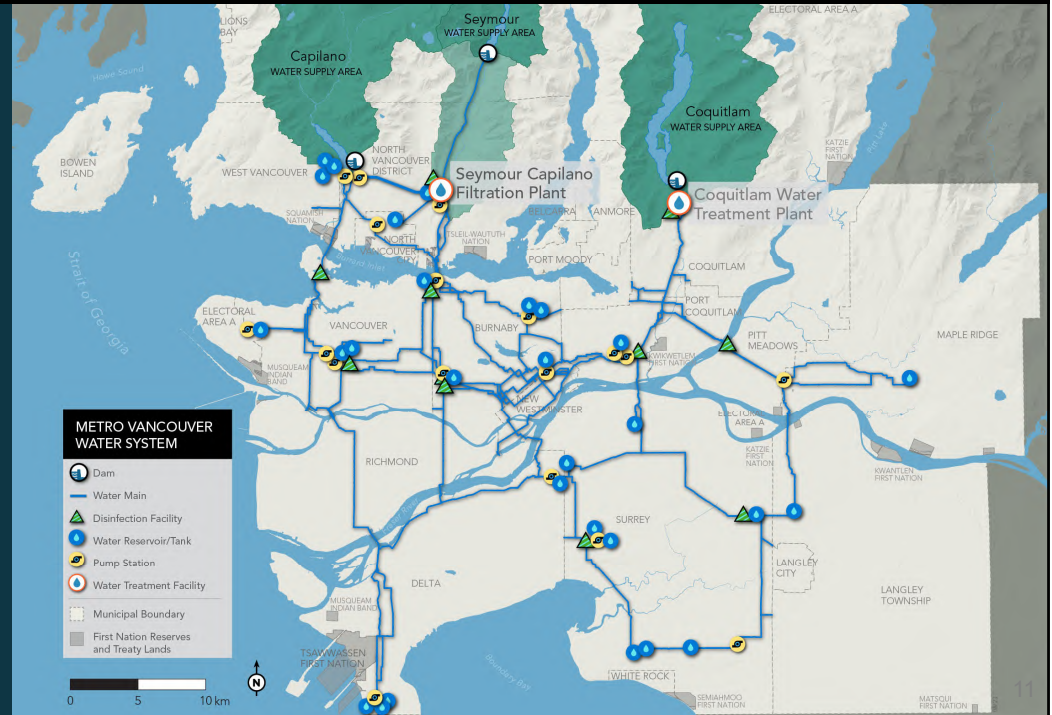 LIONS
BAY
Seymour
WATER SUPPLY AREA
ELECTORAL AREA A
Capilano
WATER SUPPLY AREA
Howe Sound
Coquitlam
WATER SUPPLY AREA
Pitt Lake
KATZIE
FIRST
NATION
BOWEN
ISLAND
WEST VANCOUVER
NORTH
VANCOUVER
DISTRICT
Seymour Capilano
Filtration Plant
Coquitlam Water
Treatment Plant
SQUAMISH
NATION
BELCARRA
ANMORE
NORTH
VANCOUVER
CITY
TSLEIL-WAUTUTH
NATION
PORT MOODY
COQUITLAM
Strait of Georgia
PORT
COQUITLAM
ELECTORAL
AREA A
VANCOUVER
BURNABY
PITT
MEADOWS
MAPLE RIDGE
KWIKWETLEM
FIRST NATION
MUSQUEAM
INDIAN
BAND
NEW
WESTMINSTER
ELECTORAL
AREA A
KATZIE
FIRST
NATION
KWANTLEN
FIRST NATION
METRO VANCOUVER
WATER SYSTEM
Dam
Water Main
Disinfection Facility
Water Reservoir/Tank
Pump Station
Water Treatment Facility
Municipal Boundary
First Nation Reserves
and Treaty Lands
RICHMOND
SURREY
LANGLEY
CITY
DELTA
LANGLEY
TOWNSHIP
MUSQUEAM
INDIAN BAND
TSAWWASSEN
FIRST NATION
Boundary Bay
WHITE ROCK
SEMIAHMOO
FIRST NATION
MATSQUI
FIRST NATION
N
0 5 10 km
11